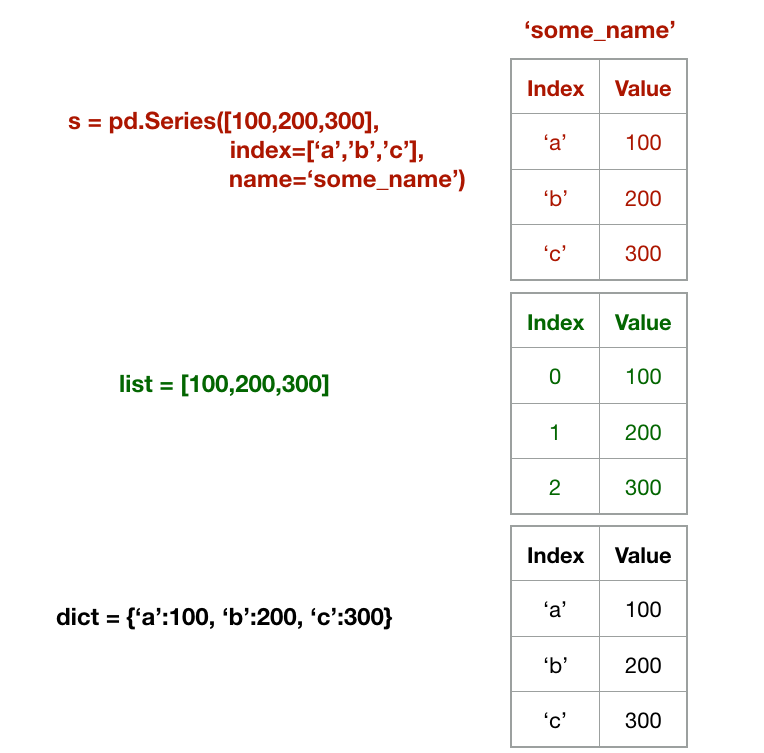 ‘some_name’
s = pd.Series([100,200,300],
index=[‘a’,’b’,’c’],
name=‘some_name’)
Index Value
‘a’ 100
‘b’ 200
‘c’ 300
list = [100,200,300]
Index Value
0 100
1 200
2 300
dict = {‘a’:100, ‘b’:200, ‘c’:300}
Index Value
‘a’ 100
‘b’ 200
‘c’ 300